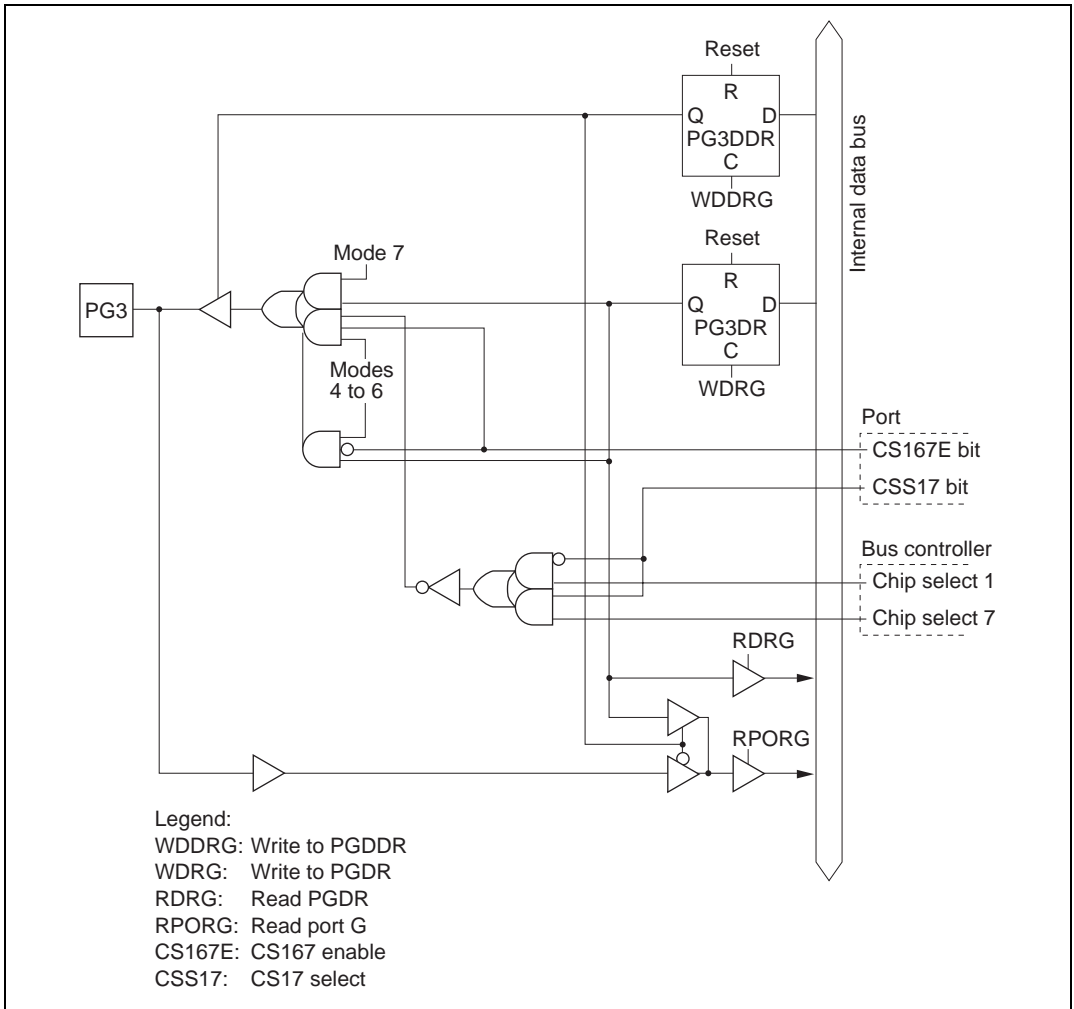 Reset
R
Q D
PG3DDR
C
WDDRG
Internal data bus
Reset
R
Q D
PG3DR
C
WDRG
Mode 7
PG3
Modes
4 to 6
Port
CS167E bit
CSS17 bit
Bus controller
Chip select 1
Chip select 7
RDRG
RPORG
Legend:
WDDRG: Write to PGDDR
WDRG: Write to PGDR
RDRG: Read PGDR
RPORG: Read port G
CS167E: CS167 enable
CSS17: CS17 select